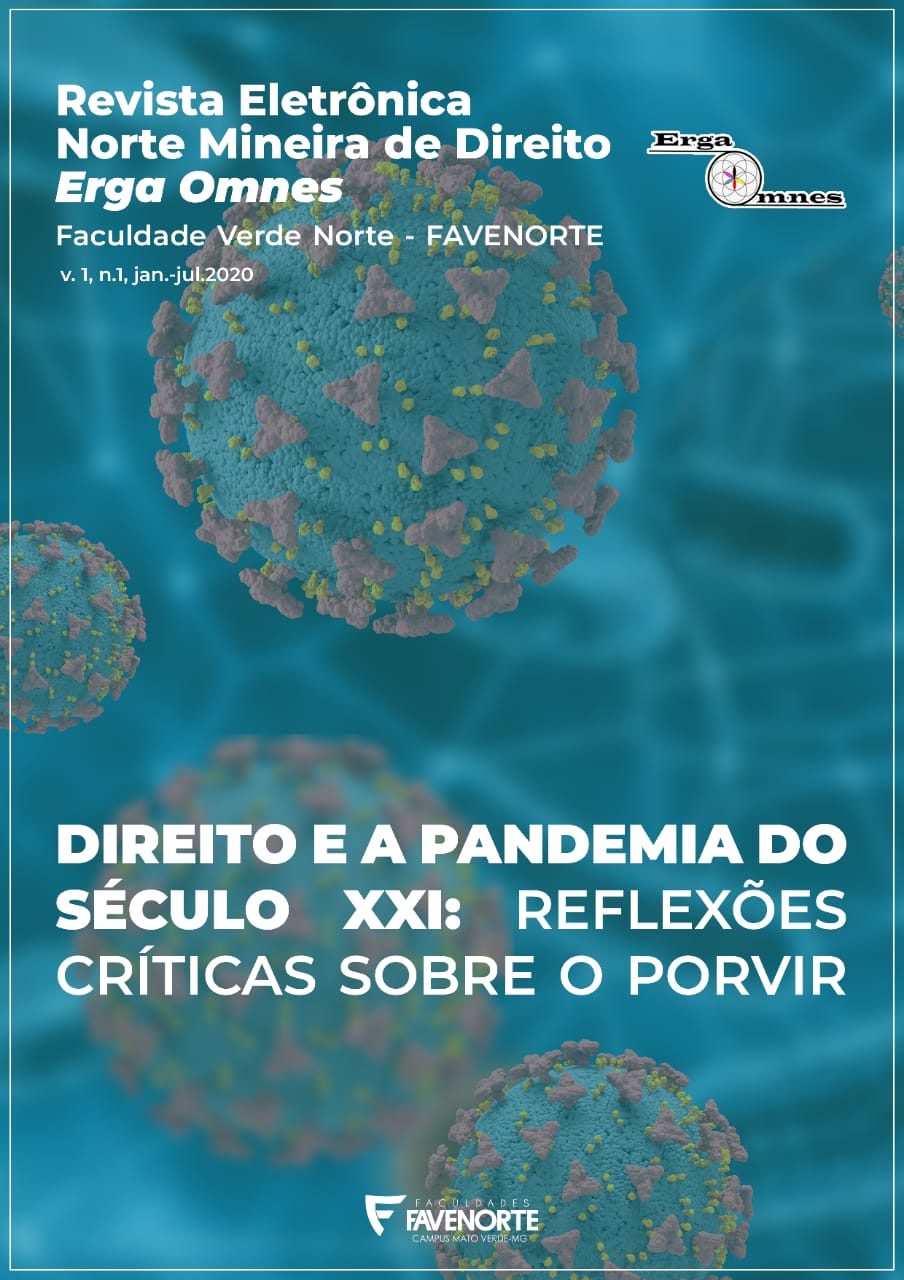 Revista Eletrônica
Norte Mineira de Direito
Erga Omnes
Erga
Omnes
Faculdade Verde Norte - FAVENORTE
v. 1, n.1, jan.-jul.2020
DIREITO E A PANDEMIA DO
SÉCULO XXI: REFLEXÕES
CRÍTICAS SOBRE O PORVIR
FACULDADES
FAVENORTE
CAMPUS MATO VERDE-MG